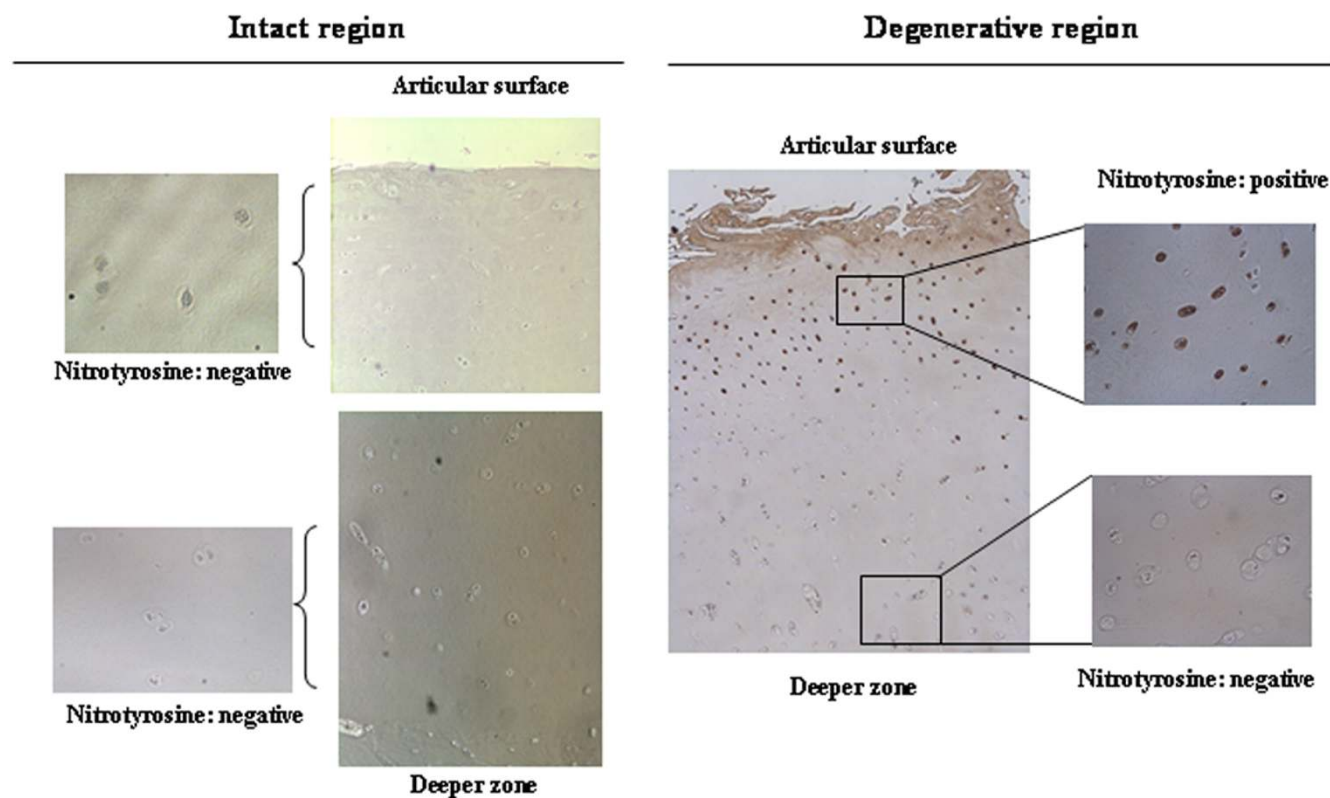 Intact region
Articular surface
Nitrotyrosine: negative
Nitrotyrosine: negative
Deeper zone
Degenerative region
Articular surface
Nitrotyrosine: positive
Deeper zone
Nitrotyrosine: negative